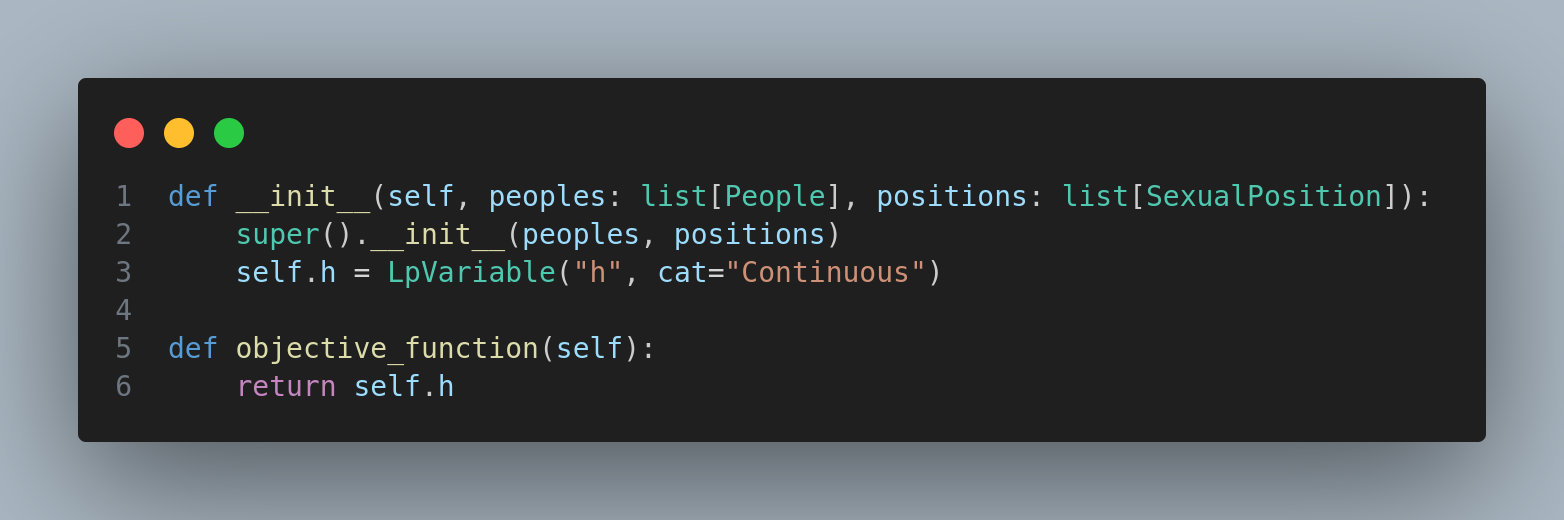 1 def __init__(self, peoples: list[People], positions: list[SexualPosition]):
2     super().__init__(peoples, positions)
3     self.h = LpVariable("h", cat="Continuous")
4
5 def objective_function(self):
6     return self.h